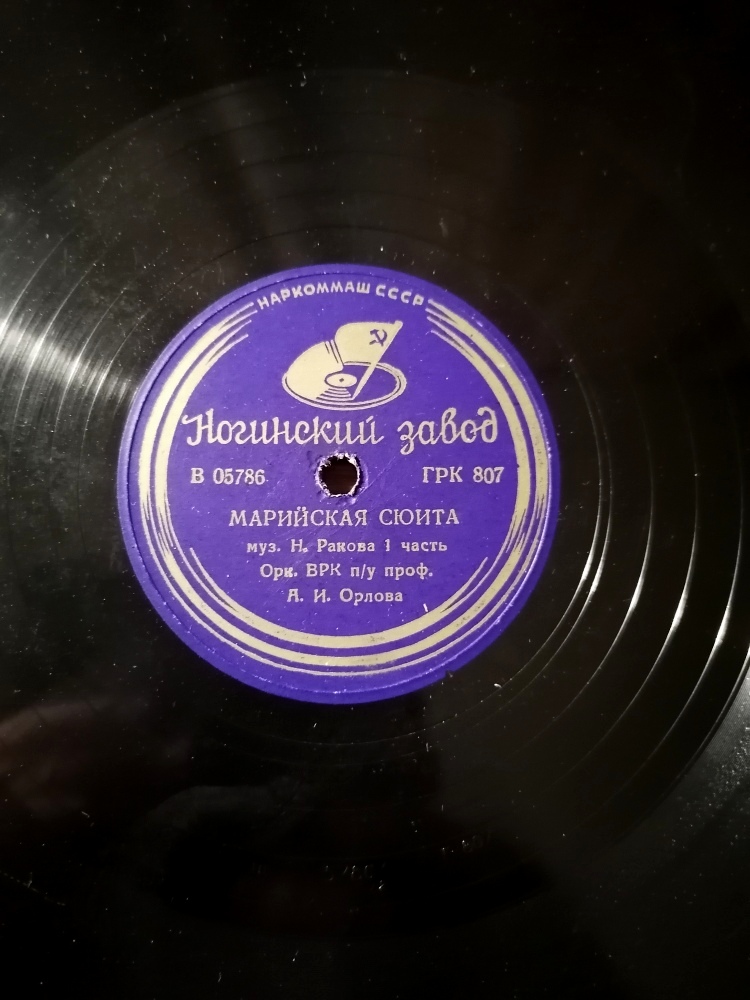 НАРКОММАШ СССР
Ногинский завод
В 05786 ГРК 807
МАРИЙСКАЯ СЮИТА
муз. Н. Ракова 1 часть
Орк. ВРК п/у проф.
А. И. Орлова